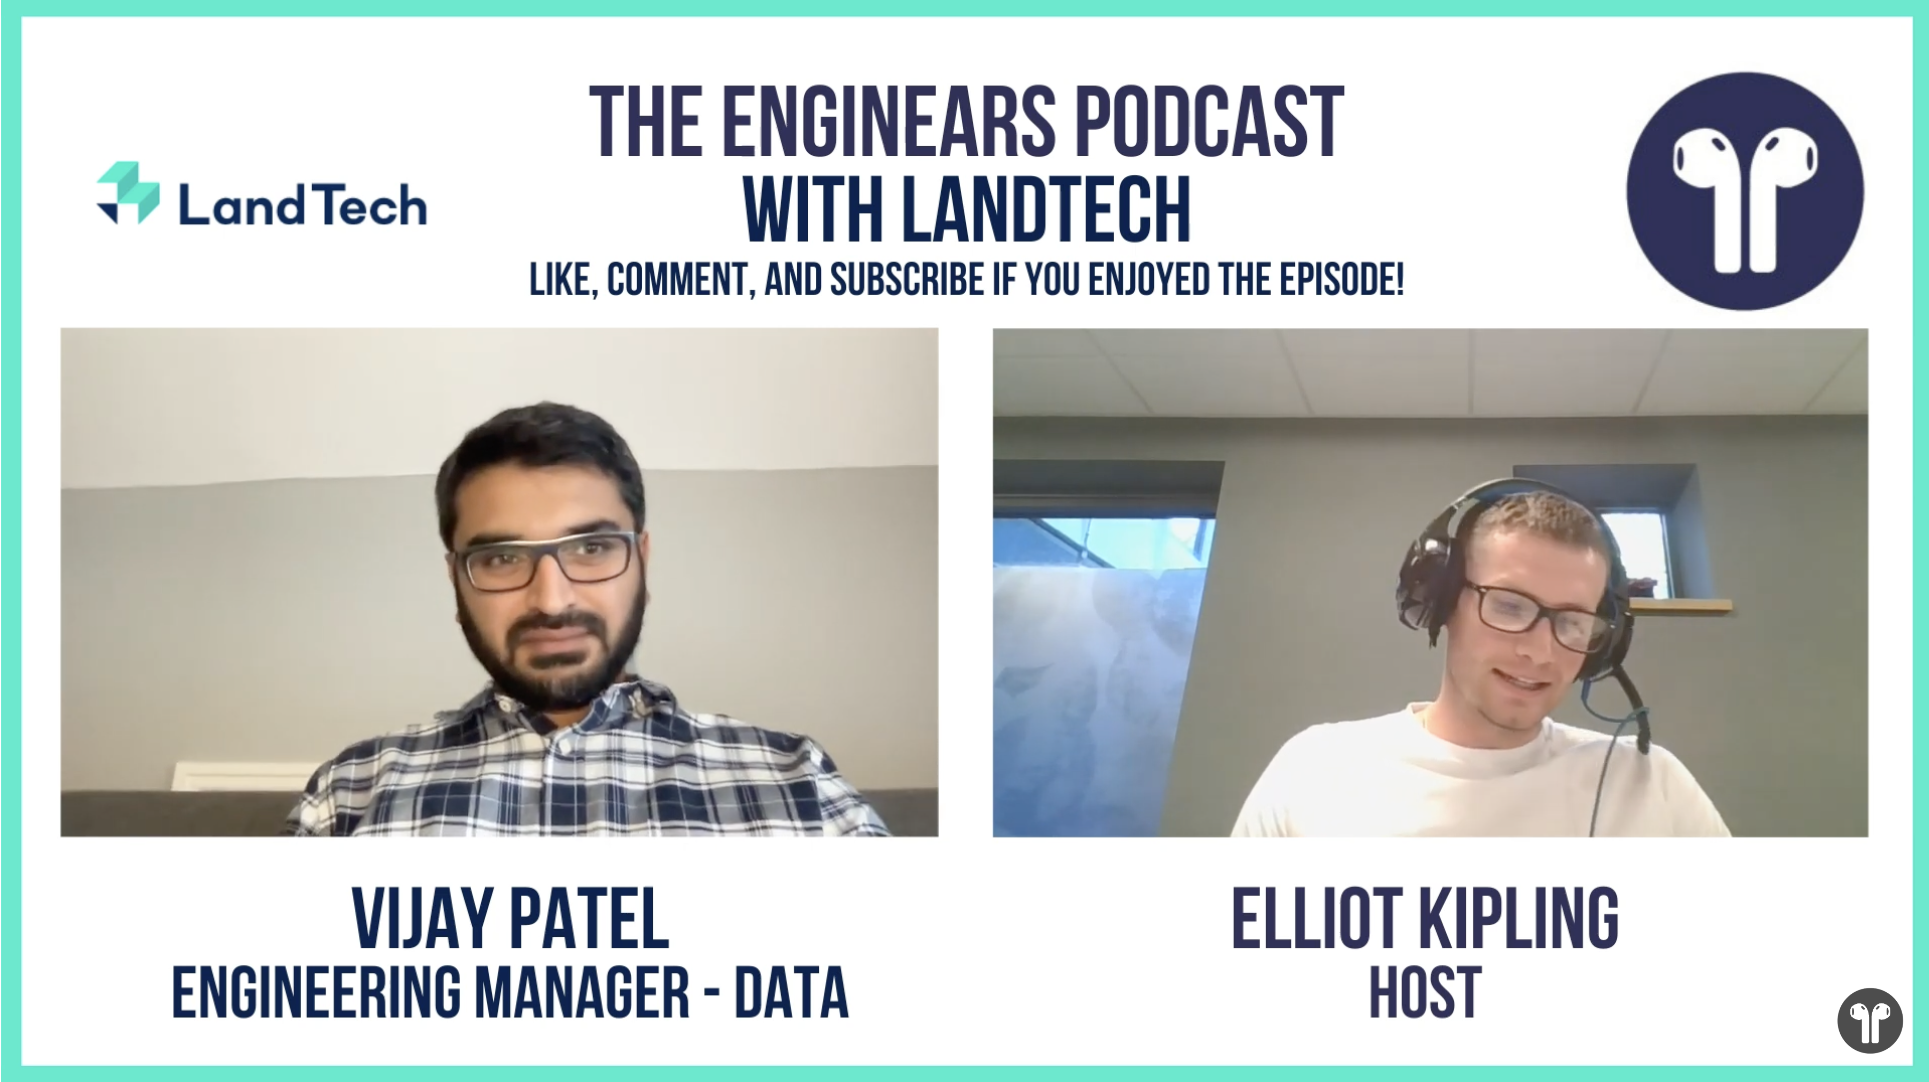 THE ENGINEARS PODCAST
WITH LANDTECH
LIKE, COMMENT, AND SUBSCRIBE IF YOU ENJOYED THE EPISODE!
LandTech
VIJAY PATEL
ENGINEERING MANAGER - DATA
ELLIOT KIPLING
HOST